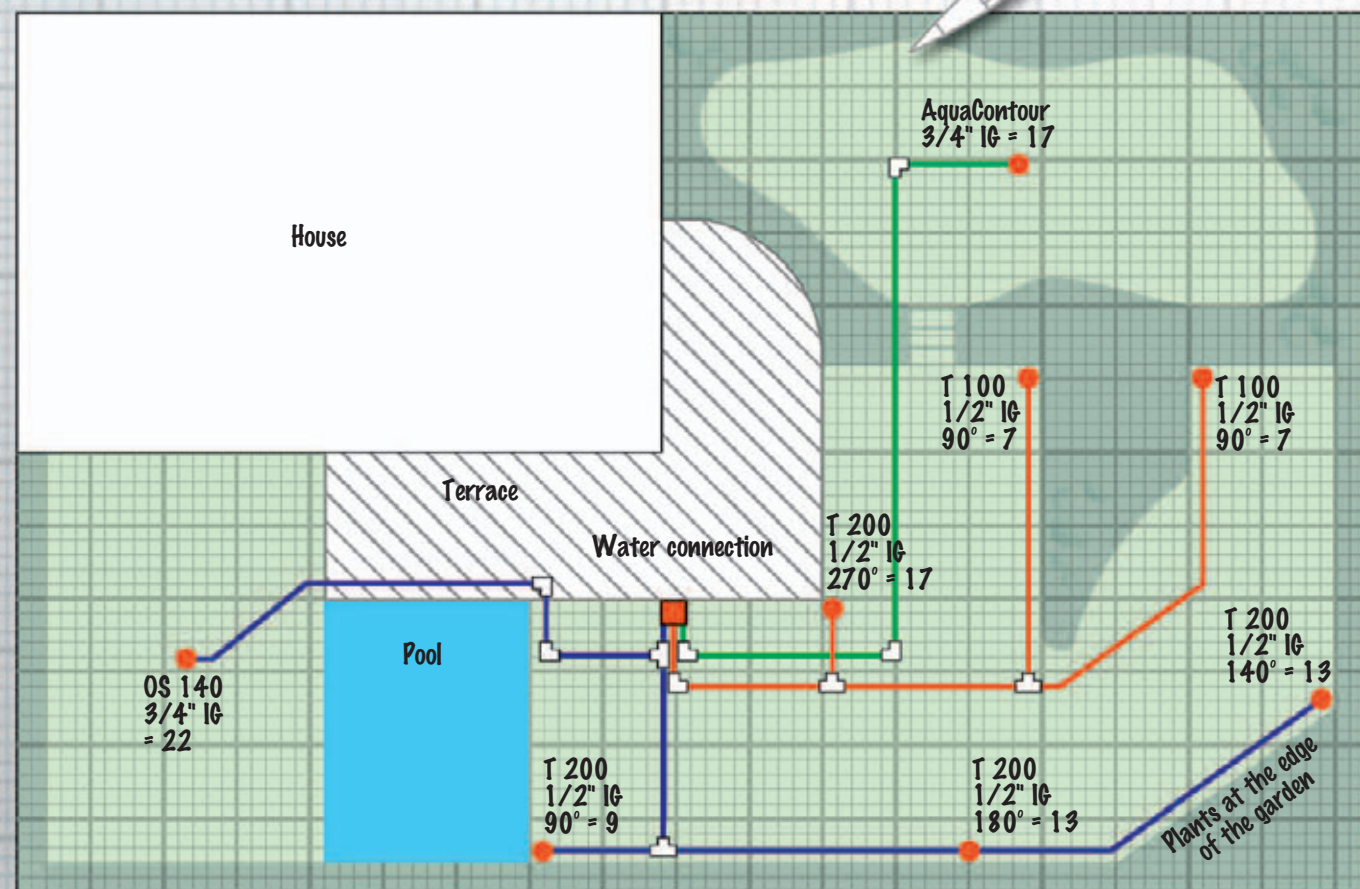 AquaContour
3/4" IG = 17
House
T 100
1/2" IG
90° = 7
T 100
1/2" IG
90° = 7
Terrace
Water connection
T 200
1/2" IG
270° = 17
Pool
T 200
1/2" IG
140° = 13
OS 140
3/4" IG
= 22
T 200
1/2" IG
90° = 9
T 200
1/2" IG
180° = 13
Plants at the edge
of the garden